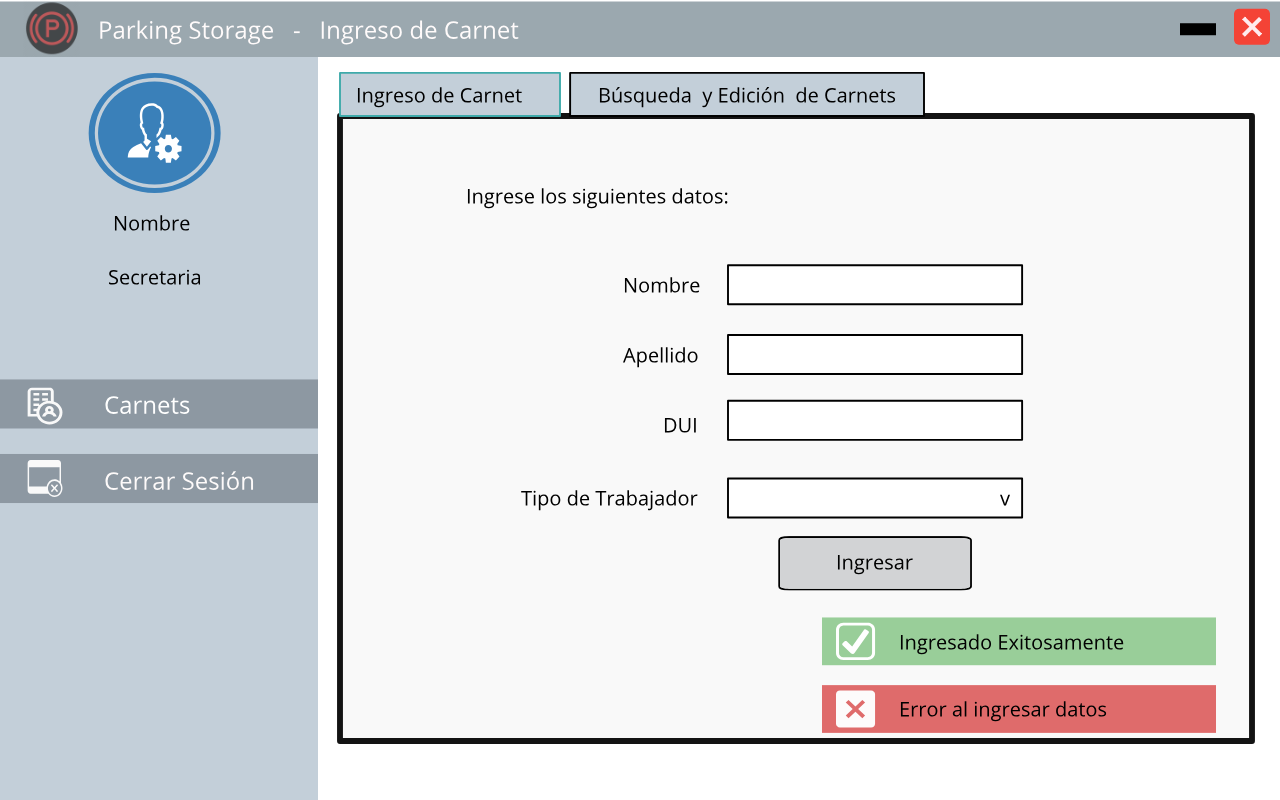 P
Parking Storage - Ingreso de Carnet
Nombre
Secretaria
Carnets
Cerrar Sesión
Ingreso de Carnet
Búsqueda y Edición de Carnets
Ingrese los siguientes datos:
Nombre
Apellido
DUI
Tipo de Trabajador
v
Ingresar
Ingresado Exitosamente
Error al ingresar datos